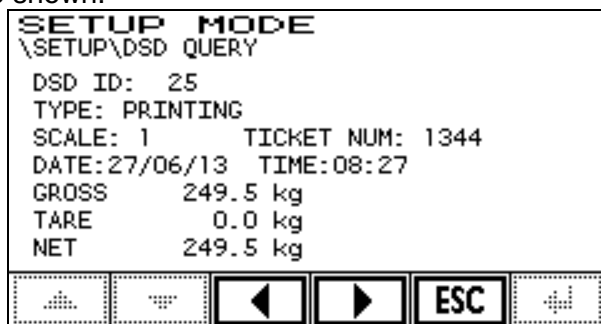 SETUP MODE
\SETUP\DSD QUERY
DSD ID: 25
TYPE: PRINTING
SCALE: 1 TICKET NUM: 1344
DATE:27/06/13 TIME:08:27
GROSS 249.5 kg
TARE 0.0 kg
NET 249.5 kg
ESC